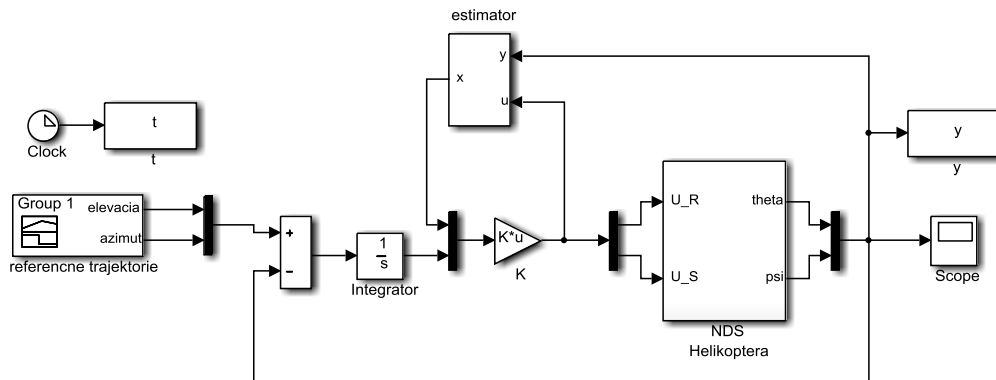 estimator
y
x
u
t
Clock
t
y
y
Group 1
elevacia
azimut
referencne trajektorie
+
−
1
s
Integrator
K*u
K
U_R
theta
U_S
psi
NDS
Helikoptera
Scope